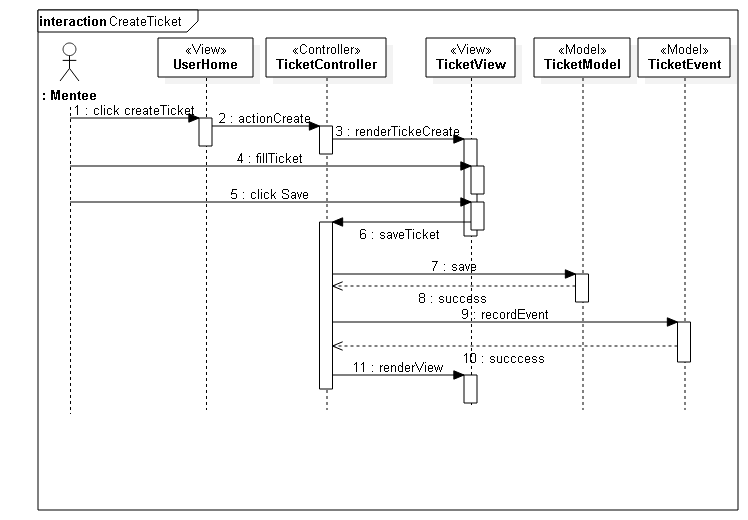 interaction CreateTicket
«View»
UserHome
«Controller»
TicketController
«View»
TicketView
«Model»
TicketModel
«Model»
TicketEvent
: Mentee
1 : click createTicket
2 : actionCreate
3 : renderTickeCreate
4 : fillTicket
5 : click Save
6 : saveTicket
7 : save
8 : success
9 : recordEvent
10 : succcess
11 : renderView